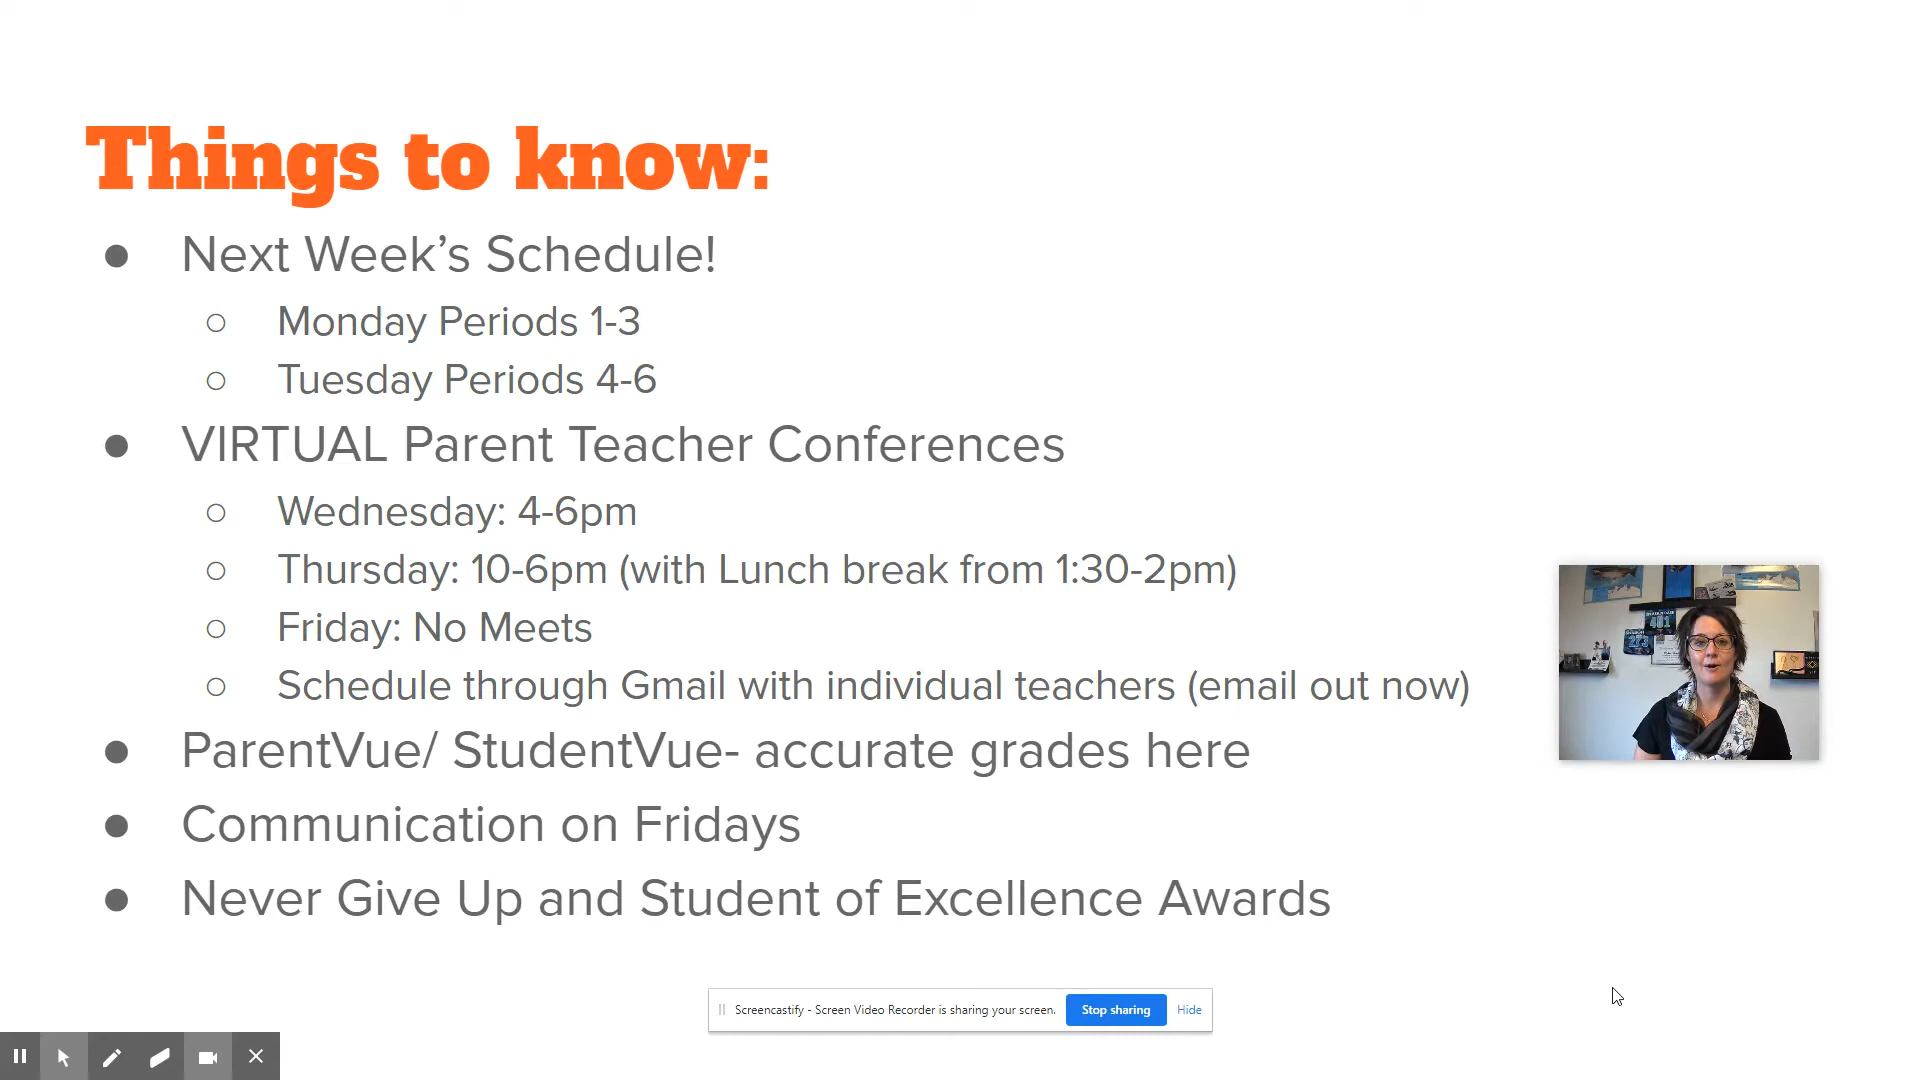 Things to know:
● Next Week’s Schedule!
○ Monday Periods 1-3
○ Tuesday Periods 4-6
● VIRTUAL Parent Teacher Conferences
○ Wednesday: 4-6pm
○ Thursday: 10-6pm (with Lunch break from 1:30-2pm)
○ Friday: No Meets
○ Schedule through Gmail with individual teachers (email out now)
● ParentVue/ StudentVue- accurate grades here
● Communication on Fridays
● Never Give Up and Student of Excellence Awards
401
273
Screencastify - Screen Video Recorder is sharing your screen. Stop sharing Hide